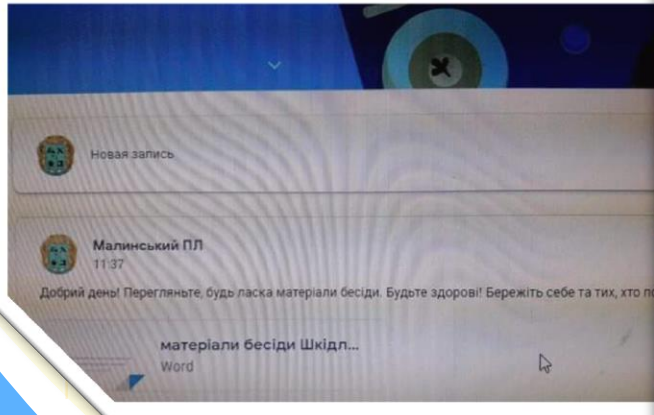 Новая запись
Малинський ПЛ
11:37
Добрий день! Перегляньте, будь ласка матеріали бесіди. Будьте здорові! Бережіть себе та тих, хто
матеріали бесіди Шкідл...
Word